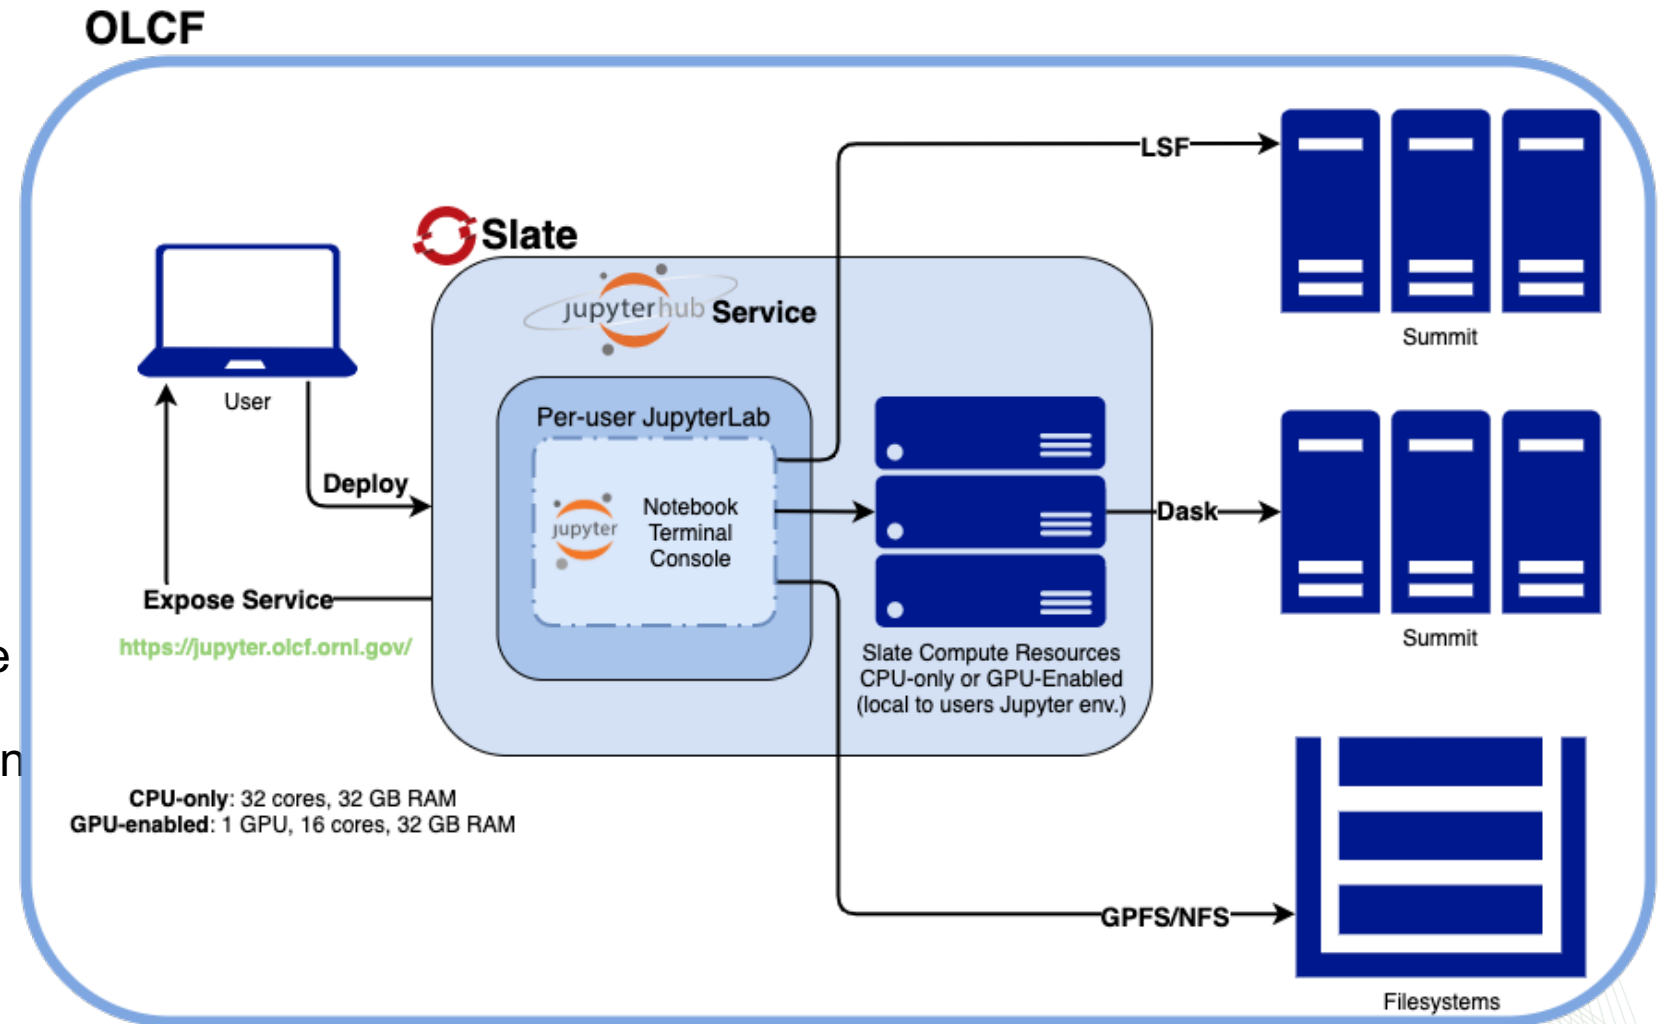 OLCF
LSF
Summit
Slate
jupyterhub Service
User
Per-user JupyterLab
Deploy
jupyter
Notebook
Terminal
Console
Dask
Summit
Expose Service
https://jupyter.olcf.ornl.gov/
e
Slate Compute Resources
CPU-only or GPU-Enabled
(local to users Jupyter env.)
n
CPU-only: 32 cores, 32 GB RAM
GPU-enabled: 1 GPU, 16 cores, 32 GB RAM
GPFS/NFS
Filesystems